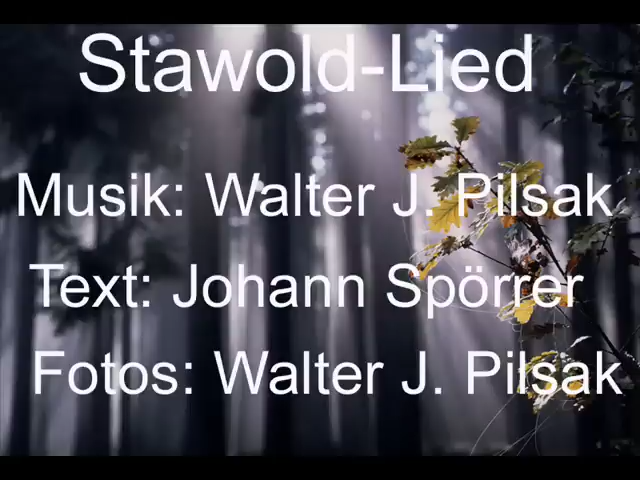 Stawold-Lied
Musik: Walter J. Pilsak
Text: Johann Spörrer
Fotos: Walter J. Pilsak